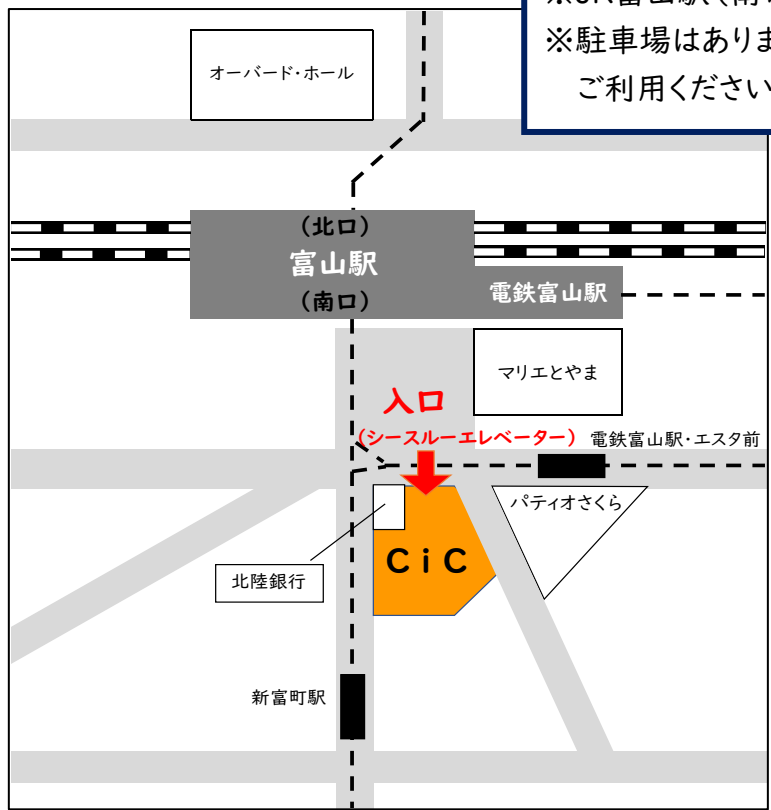 ※駐車場はありま
ご利用ください
オーバード・ホール
(北口)
富山駅
(南口)
電鉄富山駅
マリエとやま
入口
(シースルーエレベーター)
電鉄富山駅・エスタ前
パティオさくら
CiC
北陸銀行
新富町駅